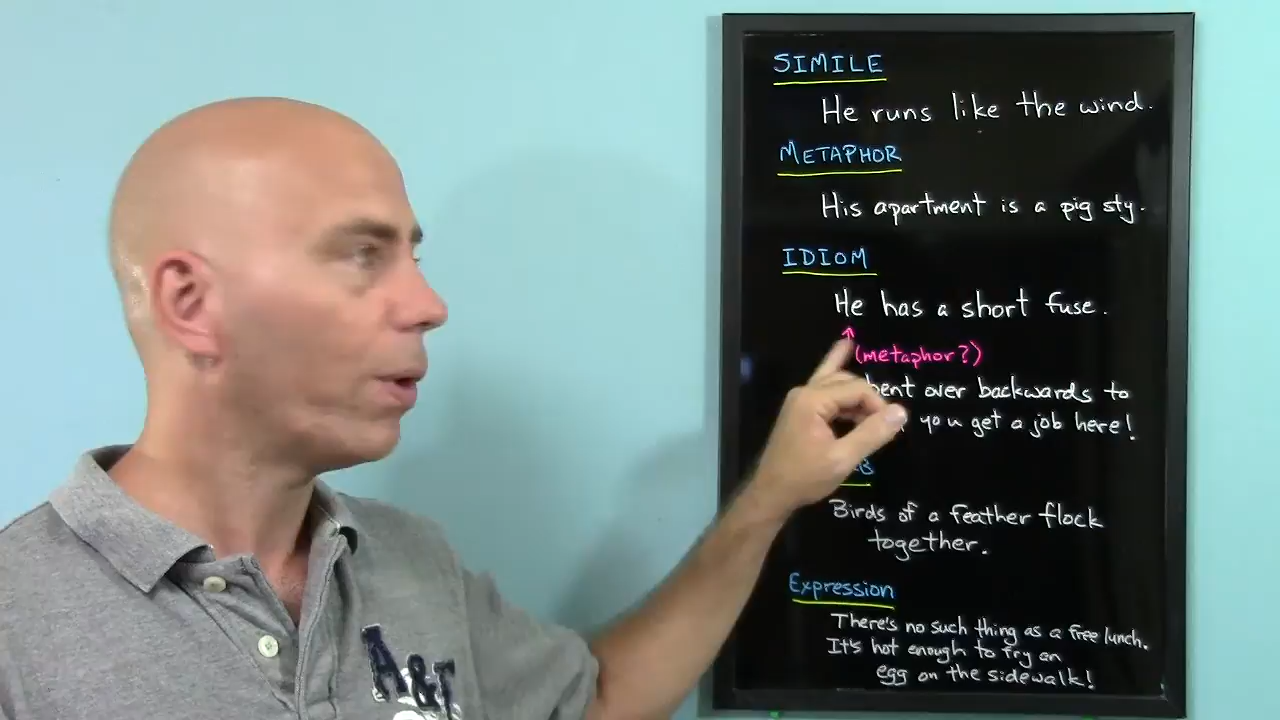 SIMILE
He runs like the wind.
METAPHOR
His apartment is a pig sty.
IDIOM
He has a short fuse.
(metaphor?)
bent over backwards to
you get a job here!
Birds of a feather flock
together.
Expression
There's no such thing as a free lunch.
It's hot enough to fry an
egg on the sidewalk!
A&F